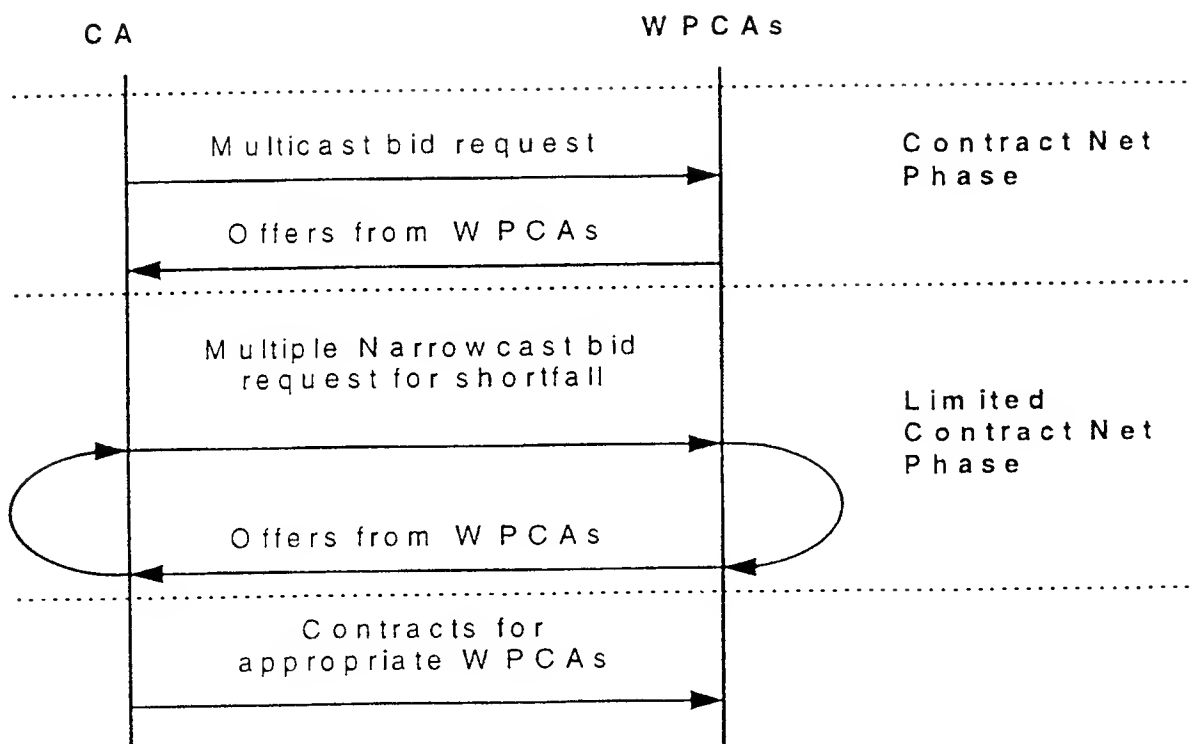 CA
WPCAs
Multicast bid request
Contract Net
Phase
Offers from WPCAs
Multiple Narrowcast bid
request for shortfall
Limited
Contract Net
Phase
Offers from WPCAs
Contracts for
appropriate WPCAs